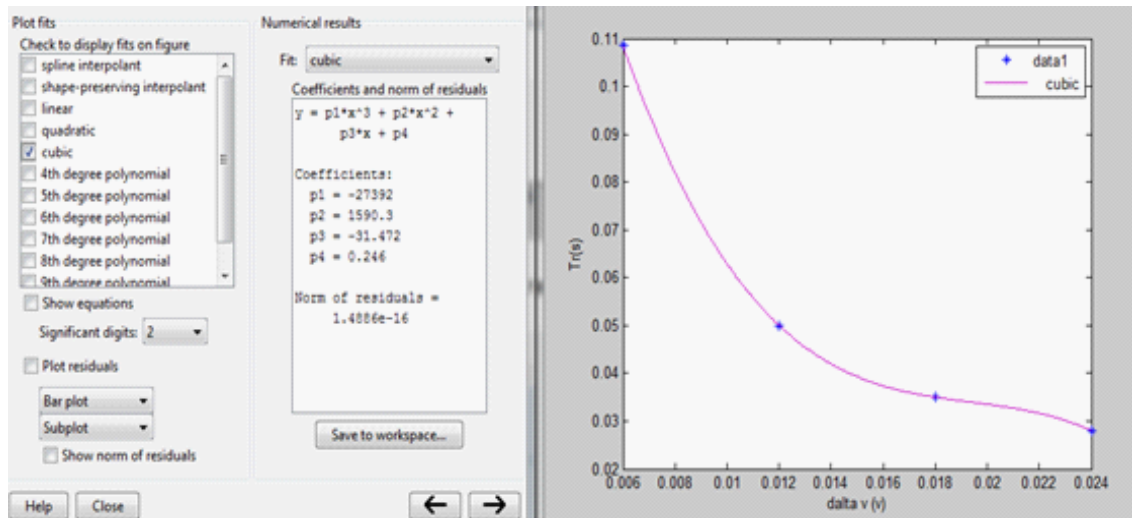 Plot fits
Check to display fits on figure
spline interpolant
shape-preserving interpolant
linear
quadratic
cubic
4th degree polynomial
5th degree polynomial
6th degree polynomial
7th degree polynomial
8th degree polynomial
9th degree polynomial
Show equations
Significant digits: 2
Plot residuals
Bar plot
Subplot
Show norm of residuals
Help
Close
Numerical results
Fit: cubic
Coefficients and norm of residuals
y = p1*x^3 + p2*x^2 +
p3*x + p4
Coefficients:
p1 = -27392
p2 = 1590.3
p3 = -31.472
p4 = 0.246
Norm of residuals =
1.4886e-16
Save to workspace...
data1
cubic
0.11
0.1
0.09
0.08
0.07
0.06
0.05
0.04
0.03
0.02
Tr(s)
0.006 0.008 0.01 0.012 0.014 0.016 0.018 0.02 0.022 0.024
dalta v (v)